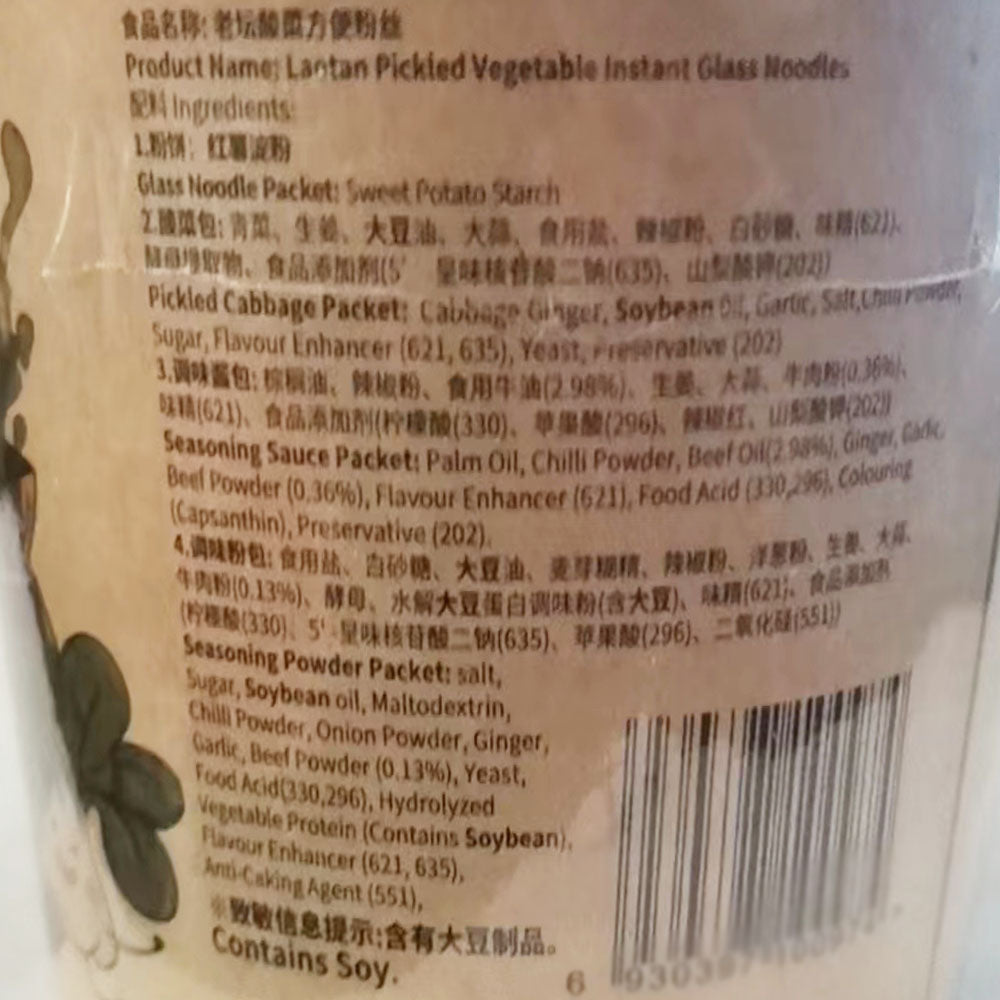 食品名称: 老坛酸菜方便粉丝
Product Name: Laotan Pickled Vegetable Instant Glass Noodles
配料 Ingredients:
1.粉饼: 红薯淀粉
Glass Noodle Packet: Sweet Potato Starch
2.酸菜包: 青菜、生姜、大豆油、大蒜、食用盐、辣椒粉、白砂糖、味精(621)、
酵母提取物、食品添加剂(5' 呈味核苷酸二钠(635)、山梨酸钾(202))
Pickled Cabbage Packet: Cabbage Ginger, Soybean Oil, Garlic, Salt, Chilli Powder,
Sugar, Flavour Enhancer (621, 635), Yeast, Preservative (202)
3.调味酱包: 棕榈油、辣椒粉、食用牛油(2.98%)、生姜、大蒜、牛肉粉(0.36%)、
味精(621)、食品添加剂(柠檬酸(330)、苹果酸(296)、辣椒红、山梨酸钾(202))
Seasoning Sauce Packet: Palm Oil, Chilli Powder, Beef Oil(2.98%), Ginger, Garlic,
Beef Powder (0.36%), Flavour Enhancer (621), Food Acid (330,296), Colouring
(Capsanthin), Preservative (202).
4.调味粉包: 食用盐、白砂糖、大豆油、麦芽糊精、辣椒粉、洋葱粉、生姜、大蒜、
牛肉粉(0.13%)、酵母、水解大豆蛋白调味粉(含大豆)、味精(621)、食品添加剂
(柠檬酸(330)、5'-呈味核苷酸二钠(635)、苹果酸(296)、二氧化硅(551))
Seasoning Powder Packet: salt,
Sugar, Soybean oil, Maltodextrin,
Chilli Powder, Onion Powder, Ginger,
Garlic, Beef Powder (0.13%), Yeast,
Food Acid(330,296), Hydrolyzed
Vegetable Protein (Contains Soybean),
Flavour Enhancer (621, 635),
Anti-Caking Agent (551),
※致敏信息提示:含有大豆制品。
Contains Soy.